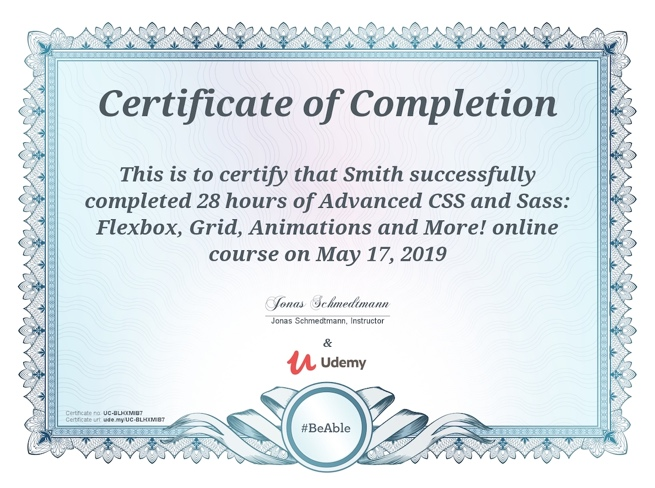 Certificate of Completion
This is to certify that Smith successfully
completed 28 hours of Advanced CSS and Sass:
Flexbox, Grid, Animations and More! online
course on May 17, 2019
Jonas Schmedtmann
Jonas Schmedtmann, Instructor
&
Udemy
#BeAble
Certificate no: UC-BLHXMIB7
Certificate url: ude.my/UC-BLHXMIB7